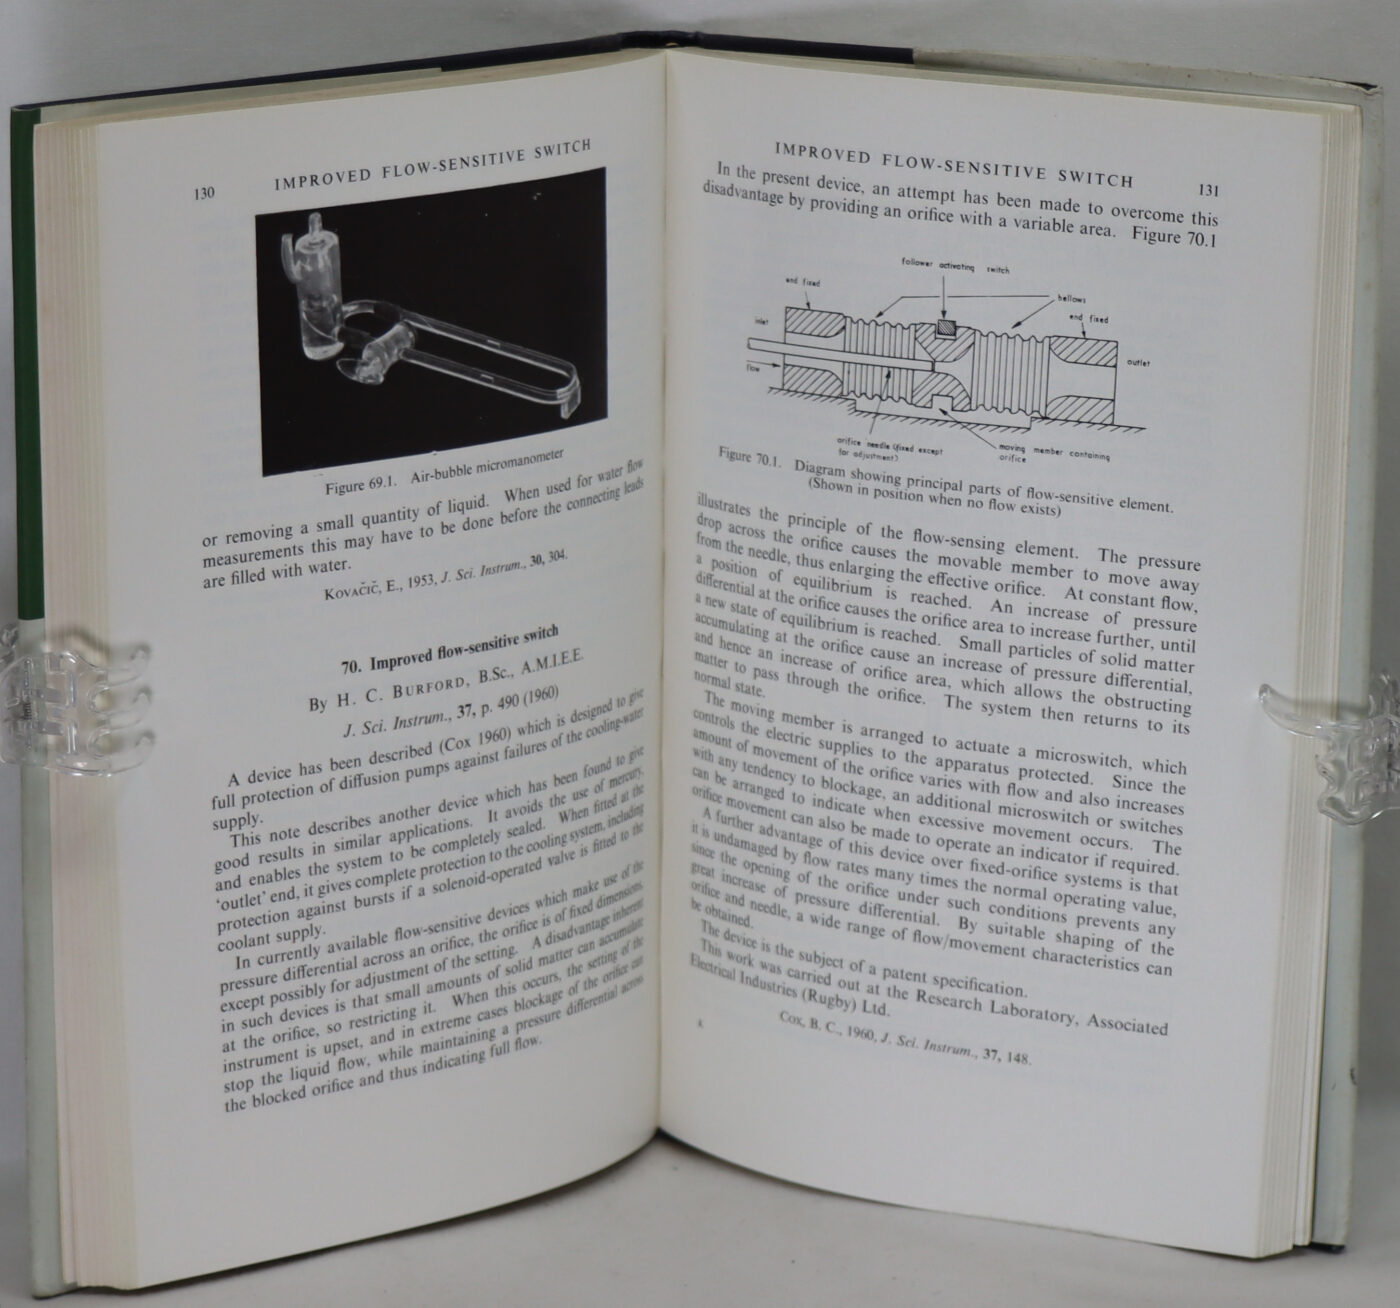 130
IMPROVED FLOW-SENSITIVE SWITCH
Figure 69.1. Air-bubble micromanometer
or removing a small quantity of liquid. When used for water flow
measurements this may have to be done before the connecting leads
are filled with water.
KOVAČIČ, E., 1953, J. Sci. Instrum., 30, 304.
70. Improved flow-sensitive switch
By H. C. BURFORD, B.Sc., A.M.I.E.E.
J. Sci. Instrum., 37, p. 490 (1960)
A device has been described (Cox 1960) which is designed to give
full protection of diffusion pumps against failures of the cooling-water
supply.
This note describes another device which has been found to give
good results in similar applications. It avoids the use of mercury,
and enables the system to be completely sealed. When fitted at the
‘outlet’ end, it gives complete protection to the cooling system, including
protection against bursts if a solenoid-operated valve is fitted to the
coolant supply.
In currently available flow-sensitive devices which make use of the
pressure differential across an orifice, the orifice is of fixed dimensions,
except possibly for adjustment of the setting. A disadvantage inherent
in such devices is that small amounts of solid matter can accumulate
at the orifice, so restricting it. When this occurs, the setting of the
instrument is upset, and in extreme cases blockage of the orifice can
stop the liquid flow, while maintaining a pressure differential across
the blocked orifice and thus indicating full flow.
IMPROVED FLOW-SENSITIVE SWITCH
131
In the present device, an attempt has been made to overcome this
disadvantage by providing an orifice with a variable area. Figure 70.1
follower activating switch
end fixed
bellows
end fixed
inlet
outlet
flow
orifice needle (fixed except
for adjustment)
moving member containing
orifice
Figure 70.1. Diagram showing principal parts of flow-sensitive element.
(Shown in position when no flow exists)
illustrates the principle of the flow-sensing element. The pressure
drop across the orifice causes the movable member to move away
from the needle, thus enlarging the effective orifice. At constant flow,
a position of equilibrium is reached. An increase of pressure
differential at the orifice causes the orifice area to increase further, until
a new state of equilibrium is reached. Small particles of solid matter
accumulating at the orifice cause an increase of pressure differential,
and hence an increase of orifice area, which allows the obstructing
matter to pass through the orifice. The system then returns to its
normal state.
The moving member is arranged to actuate a microswitch, which
controls the electric supplies to the apparatus protected. Since the
amount of movement of the orifice varies with flow and also increases
with any tendency to blockage, an additional microswitch or switches
can be arranged to indicate when excessive movement occurs. The
orifice movement can also be made to operate an indicator if required.
A further advantage of this device over fixed-orifice systems is that
it is undamaged by flow rates many times the normal operating value,
since the opening of the orifice under such conditions prevents any
great increase of pressure differential. By suitable shaping of the
orifice and needle, a wide range of flow/movement characteristics can
be obtained.
The device is the subject of a patent specification.
This work was carried out at the Research Laboratory, Associated
Electrical Industries (Rugby) Ltd.
Cox, B. C., 1960, J. Sci. Instrum., 37, 148.